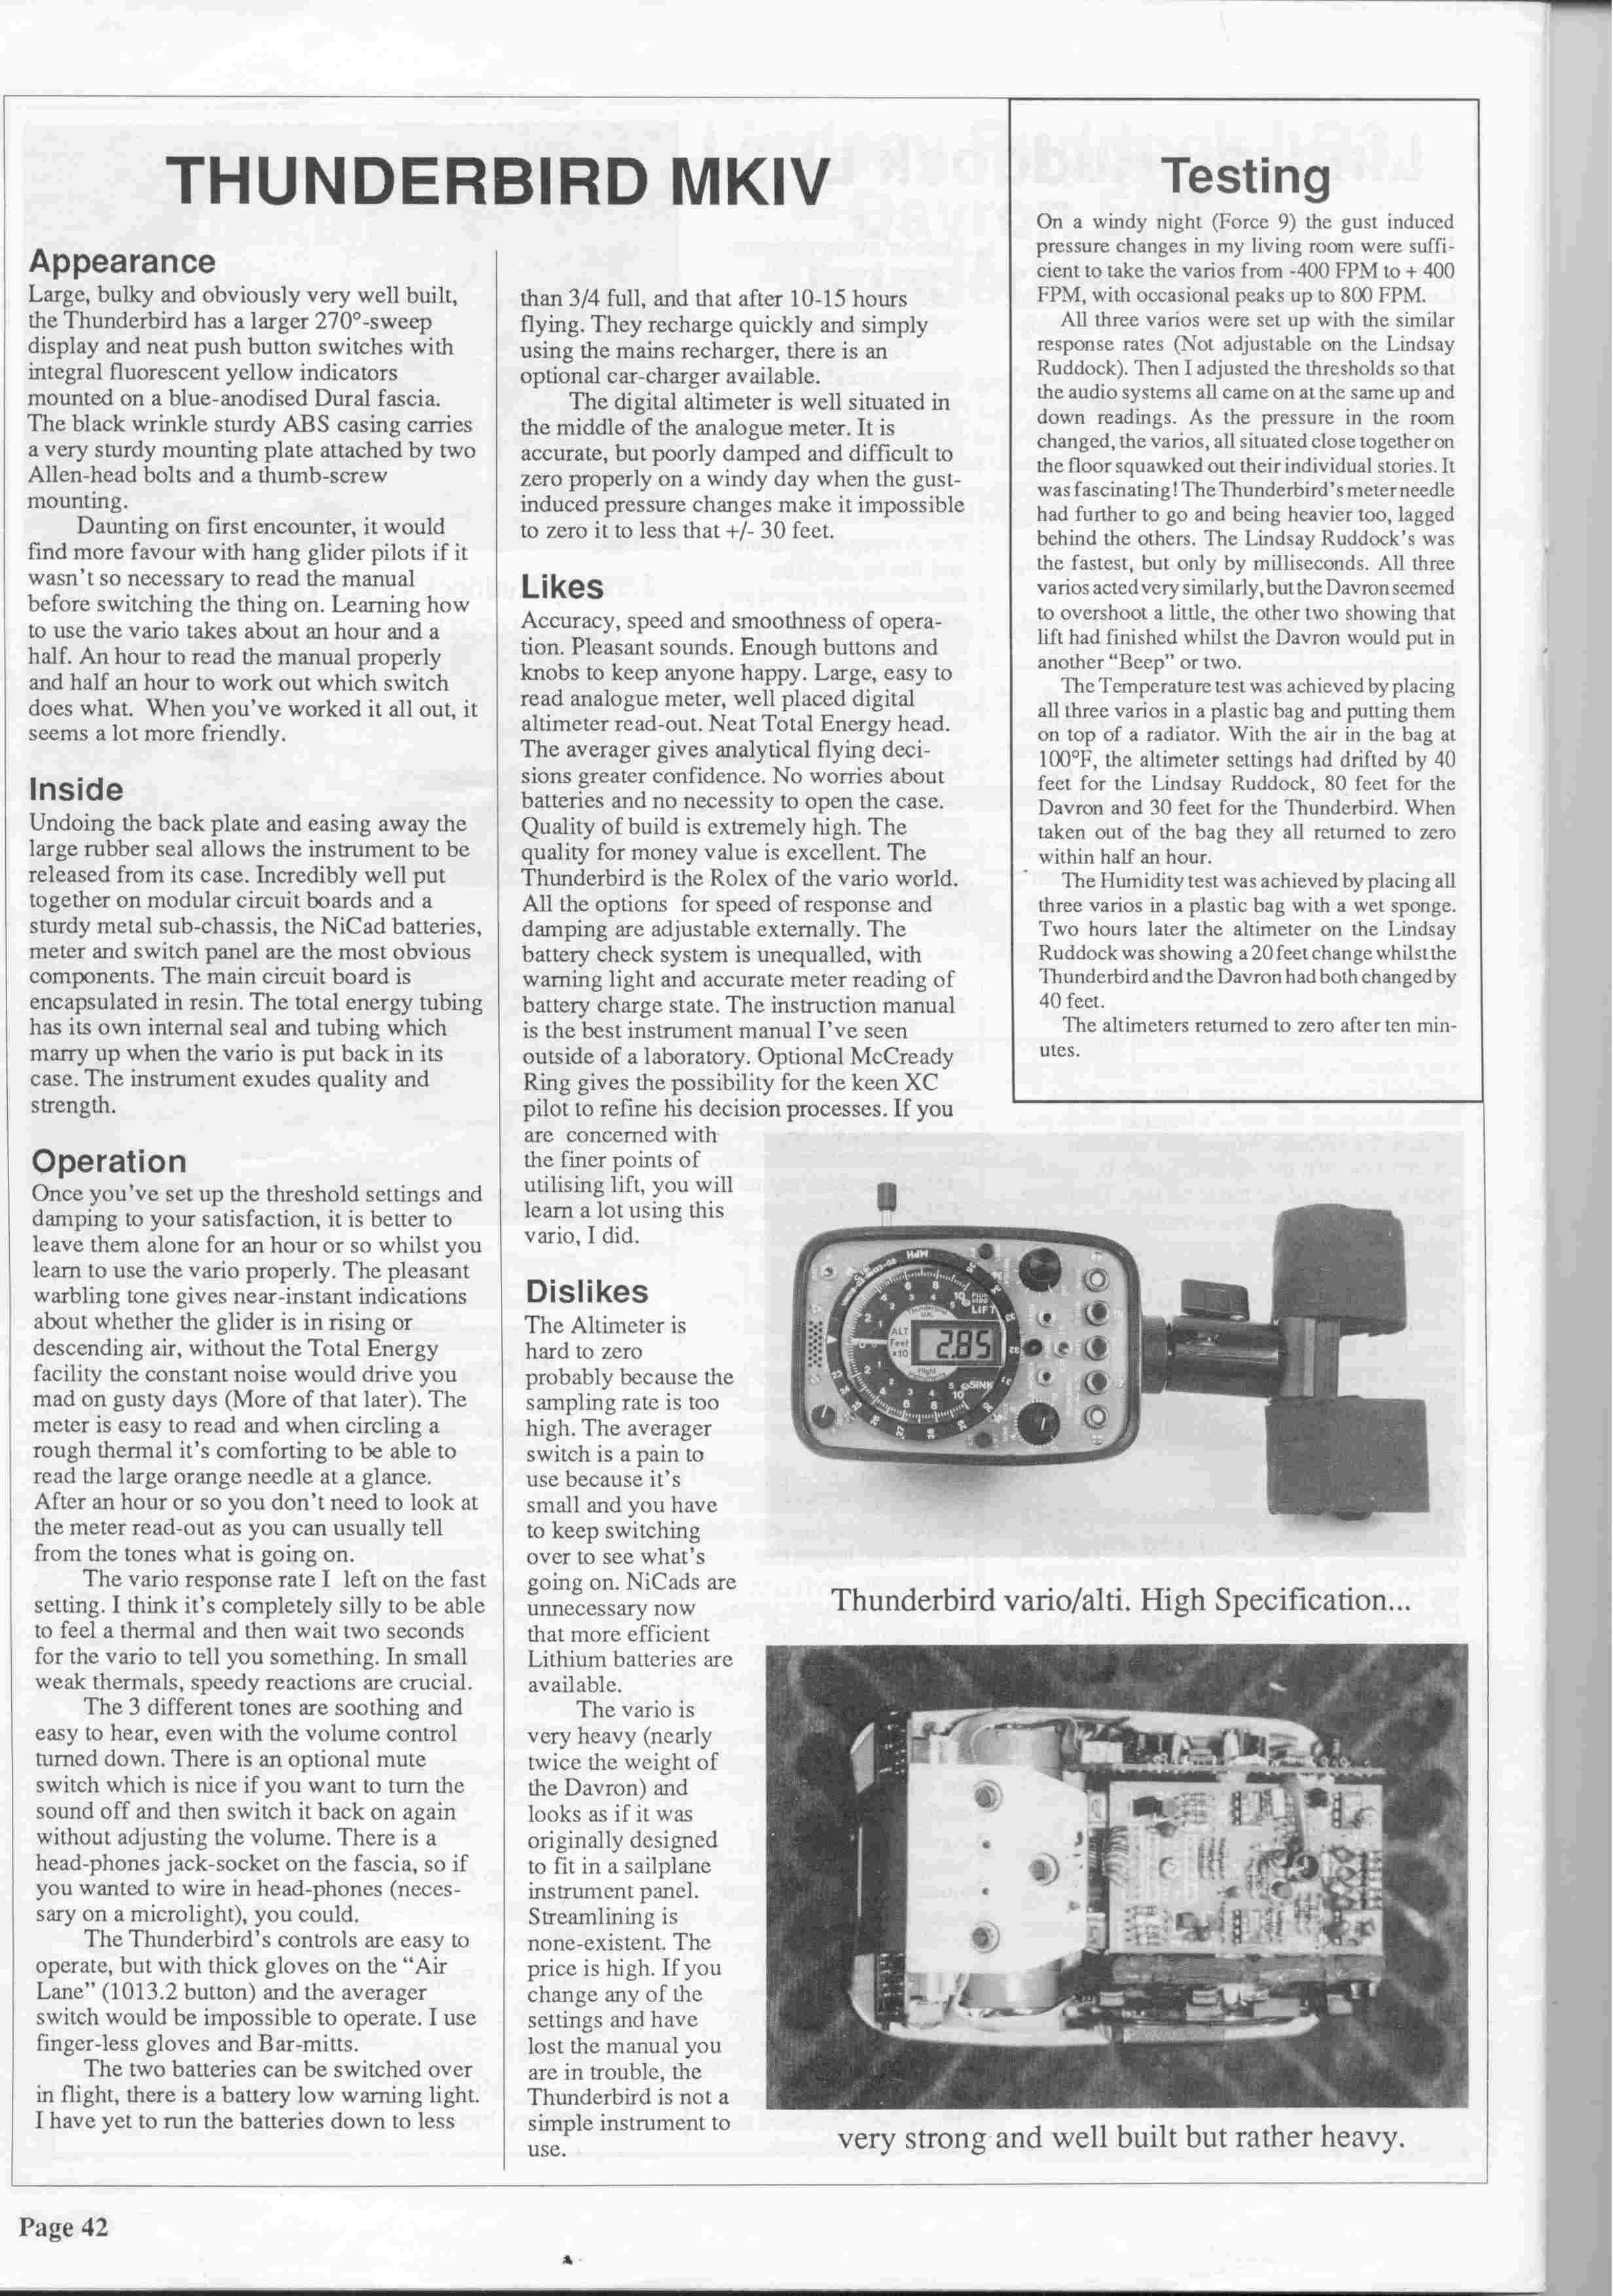 THUNDERBIRD MKIV
Appearance
Large, bulky and obviously very well built,
the Thunderbird has a larger 270°-sweep
display and neat push button switches with
integral fluorescent yellow indicators
mounted on a blue-anodised Dural fascia.
The black wrinkle sturdy ABS casing carries
a very sturdy mounting plate attached by two
Allen-head bolts and a thumb-screw
mounting.
Daunting on first encounter, it would
find more favour with hang glider pilots if it
wasn't so necessary to read the manual
before switching the thing on. Learning how
to use the vario takes about an hour and a
half. An hour to read the manual properly
and half an hour to work out which switch
does what. When you've worked it all out, it
seems a lot more friendly.
Inside
Undoing the back plate and easing away the
large rubber seal allows the instrument to be
released from its case. Incredibly well put
together on modular circuit boards and a
sturdy metal sub-chassis, the NiCad batteries,
meter and switch panel are the most obvious
components. The main circuit board is
encapsulated in resin. The total energy tubing
has its own internal seal and tubing which
marry up when the vario is put back in its
case. The instrument exudes quality and
strength.
Operation
Once you've set up the threshold settings and
damping to your satisfaction, it is better to
leave them alone for an hour or so whilst you
learn to use the vario properly. The pleasant
warbling tone gives near-instant indications
about whether the glider is in rising or
descending air, without the Total Energy
facility the constant noise would drive you
mad on gusty days (More of that later). The
meter is easy to read and when circling a
rough thermal it's comforting to be able to
read the large orange needle at a glance.
After an hour or so you don't need to look at
the meter read-out as you can usually tell
from the tones what is going on.
The vario response rate I left on the fast
setting. I think it's completely silly to be able
to feel a thermal and then wait two seconds
for the vario to tell you something. In small
weak thermals, speedy reactions are crucial.
The 3 different tones are soothing and
easy to hear, even with the volume control
turned down. There is an optional mute
switch which is nice if you want to turn the
sound off and then switch it back on again
without adjusting the volume. There is a
head-phones jack-socket on the fascia, so if
you wanted to wire in head-phones (neces-
sary on a microlight), you could.
The Thunderbird's controls are easy to
operate, but with thick gloves on the "Air
Lane" (1013.2 button) and the averager
switch would be impossible to operate. I use
finger-less gloves and Bar-mitts.
The two batteries can be switched over
in flight, there is a battery low warning light.
I have yet to run the batteries down to less
than 3/4 full, and that after 10-15 hours
flying. They recharge quickly and simply
using the mains recharger, there is an
optional car-charger available.
The digital altimeter is well situated in
the middle of the analogue meter. It is
accurate, but poorly damped and difficult to
zero properly on a windy day when the gust-
induced pressure changes make it impossible
to zero it to less that +/- 30 feet.
Likes
Accuracy, speed and smoothness of opera-
tion. Pleasant sounds. Enough buttons and
knobs to keep anyone happy. Large, easy to
read analogue meter, well placed digital
altimeter read-out. Neat Total Energy head.
The averager gives analytical flying deci-
sions greater confidence. No worries about
batteries and no necessity to open the case.
Quality of build is extremely high. The
quality for money value is excellent. The
Thunderbird is the Rolex of the vario world.
All the options for speed of response and
damping are adjustable externally. The
battery check system is unequalled, with
warning light and accurate meter reading of
battery charge state. The instruction manual
is the best instrument manual I've seen
outside of a laboratory. Optional McCready
Ring gives the possibility for the keen XC
pilot to refine his decision processes. If you
are concerned with
the finer points of
utilising lift, you will
learn a lot using this
vario, I did.
Dislikes
The Altimeter is
hard to zero
probably because the
sampling rate is too
high. The averager
switch is a pain to
use because it's
small and you have
to keep switching
over to see what's
going on. NiCads are
unnecessary now
that more efficient
Lithium batteries are
available.
The vario is
very heavy (nearly
twice the weight of
the Davron) and
looks as if it was
originally designed
to fit in a sailplane
instrument panel.
Streamlining is
none-existent. The
price is high. If you
change any of the
settings and have
lost the manual you
are in trouble, the
Thunderbird is not a
simple instrument to
use.
Testing
On a windy night (Force 9) the gust induced
pressure changes in my living room were suffi-
cient to take the varios from -400 FPM to + 400
FPM, with occasional peaks up to 800 FPM.
All three varios were set up with the similar
response rates (Not adjustable on the Lindsay
Ruddock). Then I adjusted the thresholds so that
the audio systems all came on at the same up and
down readings. As the pressure in the room
changed, the varios, all situated close together on
the floor squawked out their individual stories. It
was fascinating! The Thunderbird's meter needle
had further to go and being heavier too, lagged
behind the others. The Lindsay Ruddock's was
the fastest, but only by milliseconds. All three
varios acted very similarly, but the Davron seemed
to overshoot a little, the other two showing that
lift had finished whilst the Davron would put in
another "Beep" or two.
The Temperature test was achieved by placing
all three varios in a plastic bag and putting them
on top of a radiator. With the air in the bag at
100°F, the altimeter settings had drifted by 40
feet for the Lindsay Ruddock, 80 feet for the
Davron and 30 feet for the Thunderbird. When
taken out of the bag they all returned to zero
within half an hour.
The Humidity test was achieved by placing all
three varios in a plastic bag with a wet sponge.
Two hours later the altimeter on the Lindsay
Ruddock was showing a 20 feet change whilst the
Thunderbird and the Davron had both changed by
40 feet.
The altimeters returned to zero after ten min-
utes.
MPH
LIFT
ALT
Feet
x10
2.85
SINK
Thunderbird vario/alti. High Specification...
very strong and well built but rather heavy.
Page 42